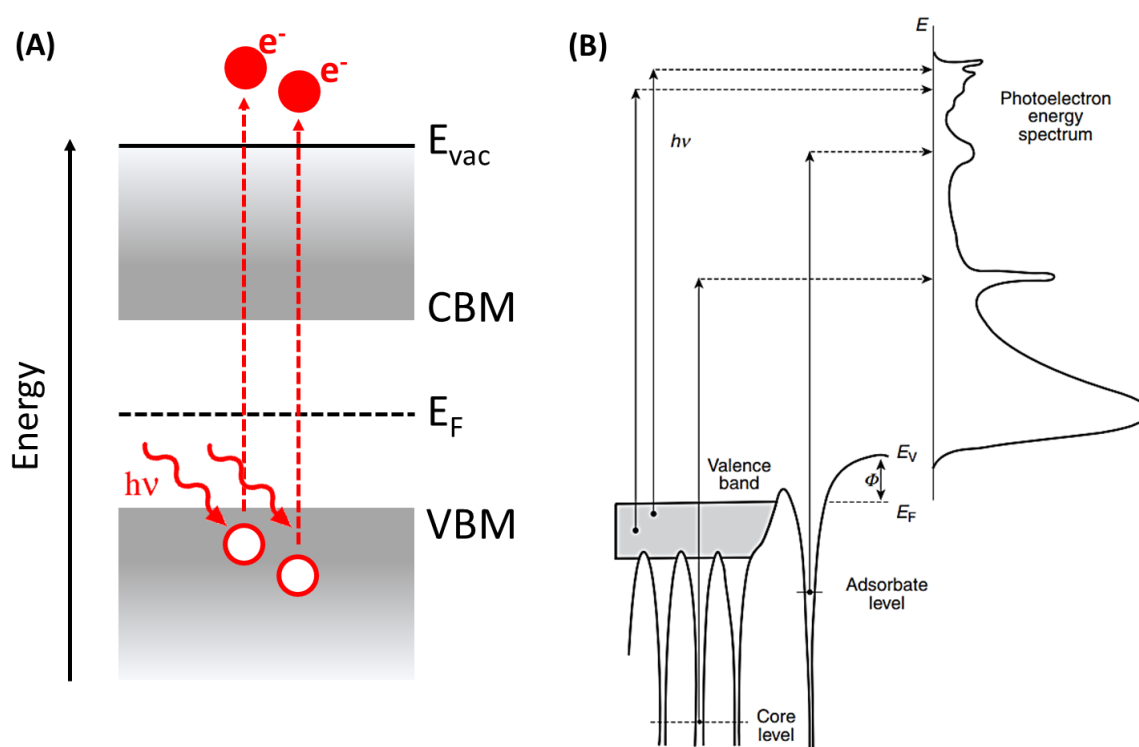 (A)
e-
e-
Evac
CBM
EF
VBM
Energy
hν
(B)
E
Photoelectron
energy
spectrum
hν
Valence
band
EV
Φ
EF
Adsorbate
level
Core
level